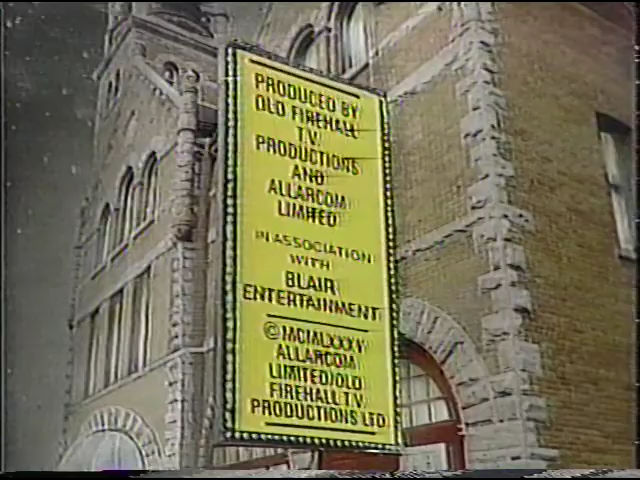 PRODUCED BY
OLD FIREHALL
T.V.
PRODUCTIONS
AND
ALLARCOM
LIMITED
IN ASSOCIATION
WITH
BLAIR
ENTERTAINMENT
©MCMLXXXV
ALLARCOM
LIMITED/OLD
FIREHALL T.V.
PRODUCTIONS LTD